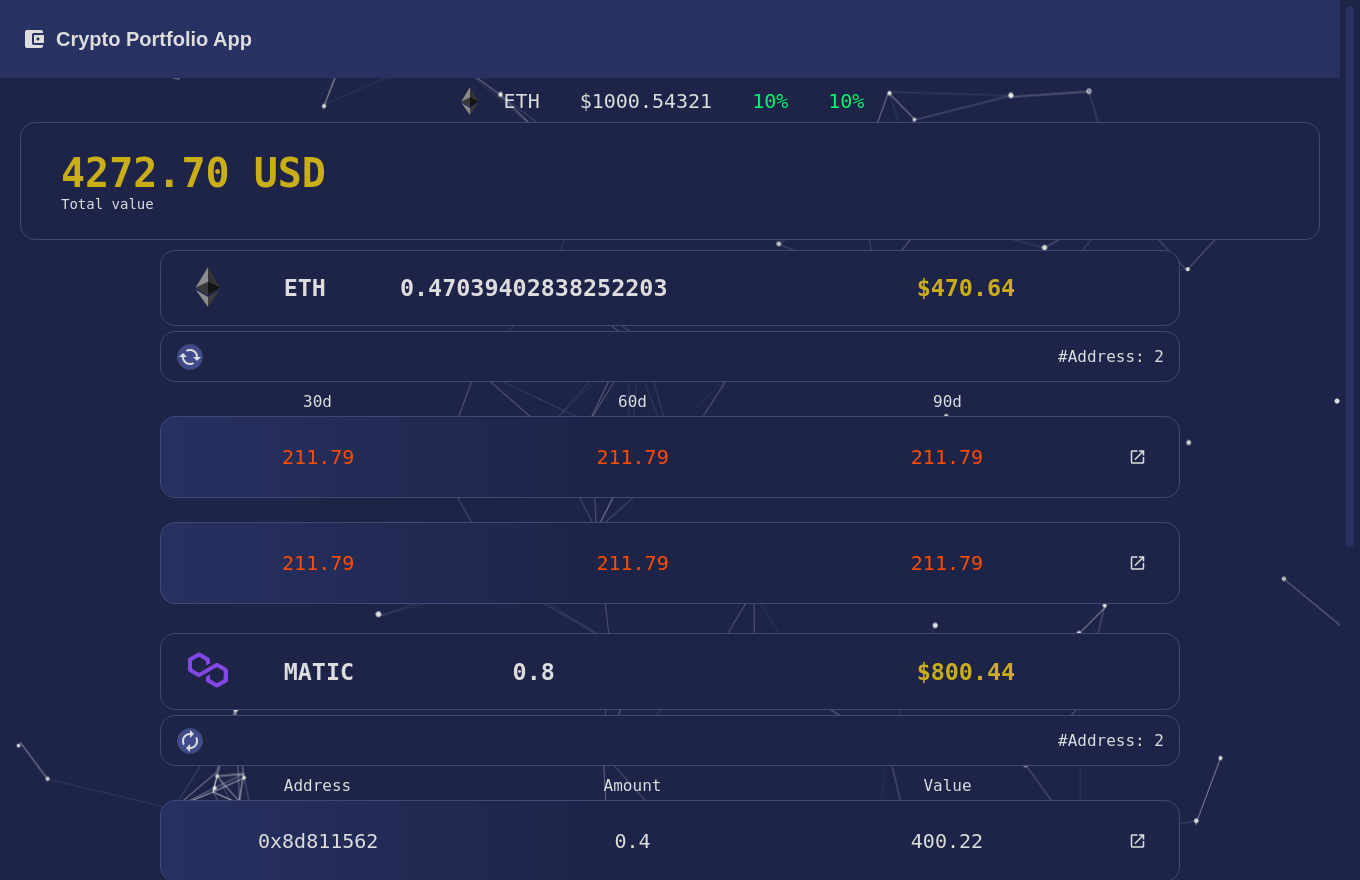 Crypto Portfolio App
ETH $1000.54321 10% 10%
4272.70 USD
Total value
ETH 0.47039402838252203 $470.64
#Address: 2
30d 60d 90d
211.79 211.79 211.79
211.79 211.79 211.79
MATIC 0.8 $800.44
#Address: 2
Address Amount Value
0x8d811562 0.4 400.22